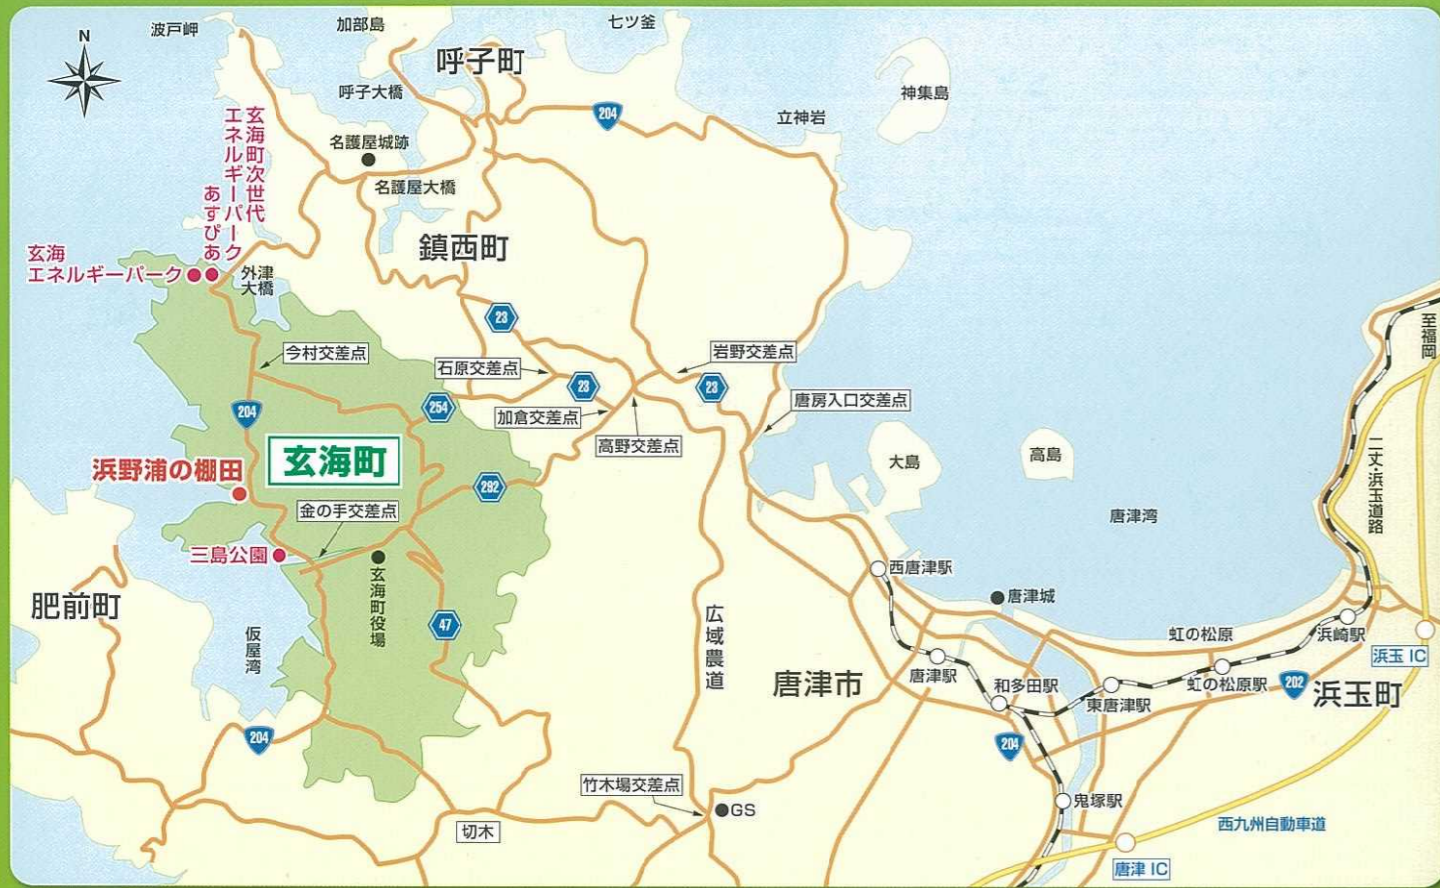 N
波戸岬
加部島
七ツ釜
呼子町
呼子大橋
204
神集島
立神岩
名護屋城跡
名護屋大橋
玄海町次世代
エネルギーパーク
あすぴあ
玄海
エネルギーパーク
外津
大橋
鎮西町
23
今村交差点
石原交差点
岩野交差点
23
23
254
204
加倉交差点
唐房入口交差点
高野交差点
至福岡
玄海町
浜野浦の棚田
292
大島
高島
二丈・浜玉道路
金の手交差点
唐津湾
三島公園
玄海町役場
西唐津駅
唐津城
肥前町
47
広域農道
仮屋湾
虹の松原
浜崎駅
浜玉 IC
唐津駅
唐津市
和多田駅
東唐津駅
虹の松原駅
202
浜玉町
204
204
竹木場交差点
GS
鬼塚駅
切木
西九州自動車道
唐津 IC